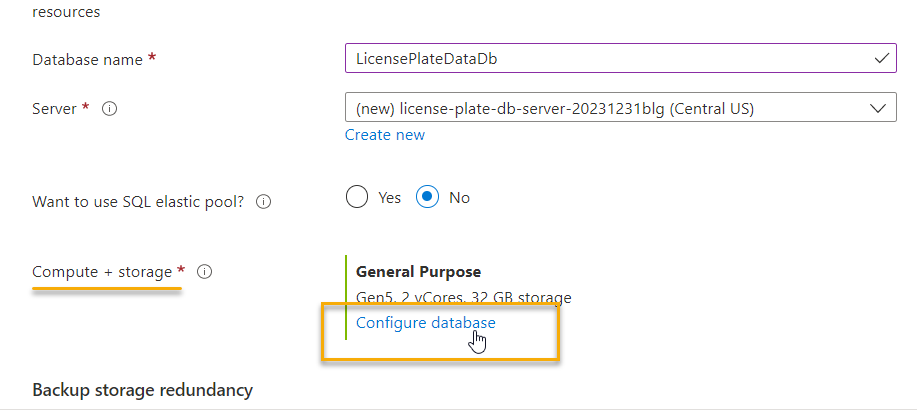 resources
Database name *
LicensePlateDataDb
Server *
(new) license-plate-db-server-20231231blg (Central US)
Create new
Want to use SQL elastic pool?
Yes
No
Compute + storage *
General Purpose
Gen5, 2 vCores, 32 GB storage
Configure database
Backup storage redundancy